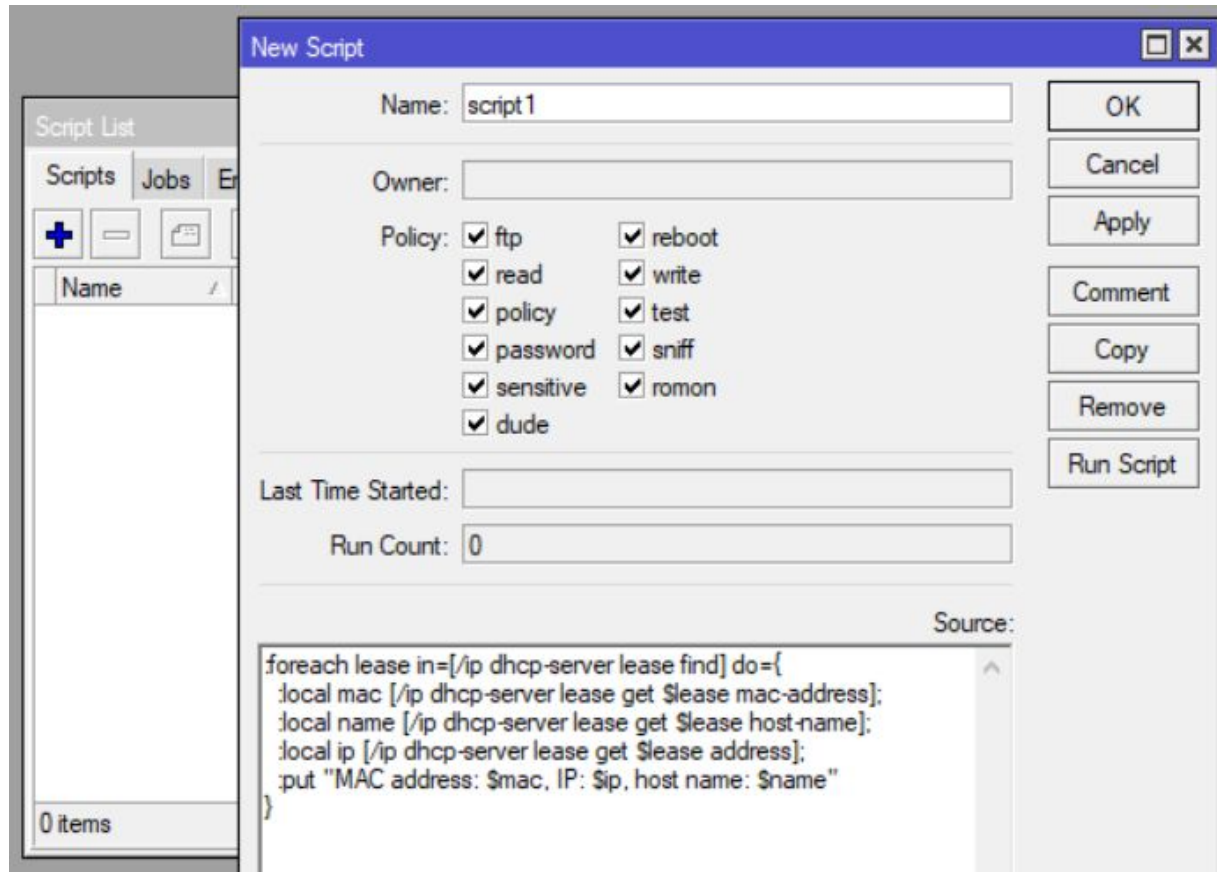 New Script
Name: script1
OK
Script List
Cancel
Scripts Jobs
Owner:
Apply
Policy: ftp reboot
Name
read write
Comment
policy test
password sniff
Copy
sensitive romon
Remove
dude
Run Script
Last Time Started:
Run Count: 0
Source:
:foreach lease in=[/ip dhcp-server lease find] do={
:local mac [/ip dhcp-server lease get $lease mac-address];
:local name [/ip dhcp-server lease get $lease host-name];
:local ip [/ip dhcp-server lease get $lease address];
:put "MAC address: $mac, IP: $ip, host name: $name"
}
0 items